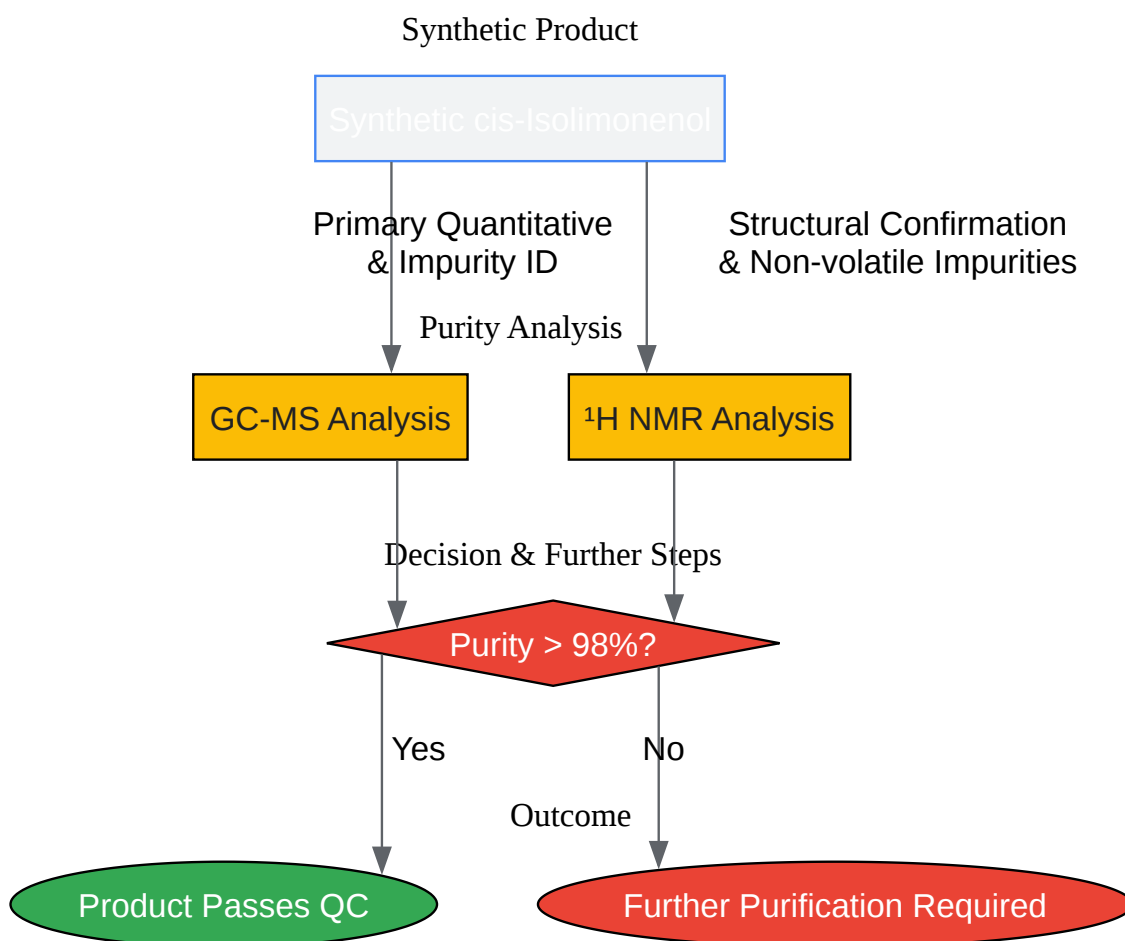 Synthetic Product
Synthetic cis-Isolimonenol
Primary Quantitative
& Impurity ID
Structural Confirmation
& Non-volatile Impurities
Purity Analysis
GC-MS Analysis
¹H NMR Analysis
Decision & Further Steps
Purity > 98%?
Yes
No
Outcome
Product Passes QC
Further Purification Required